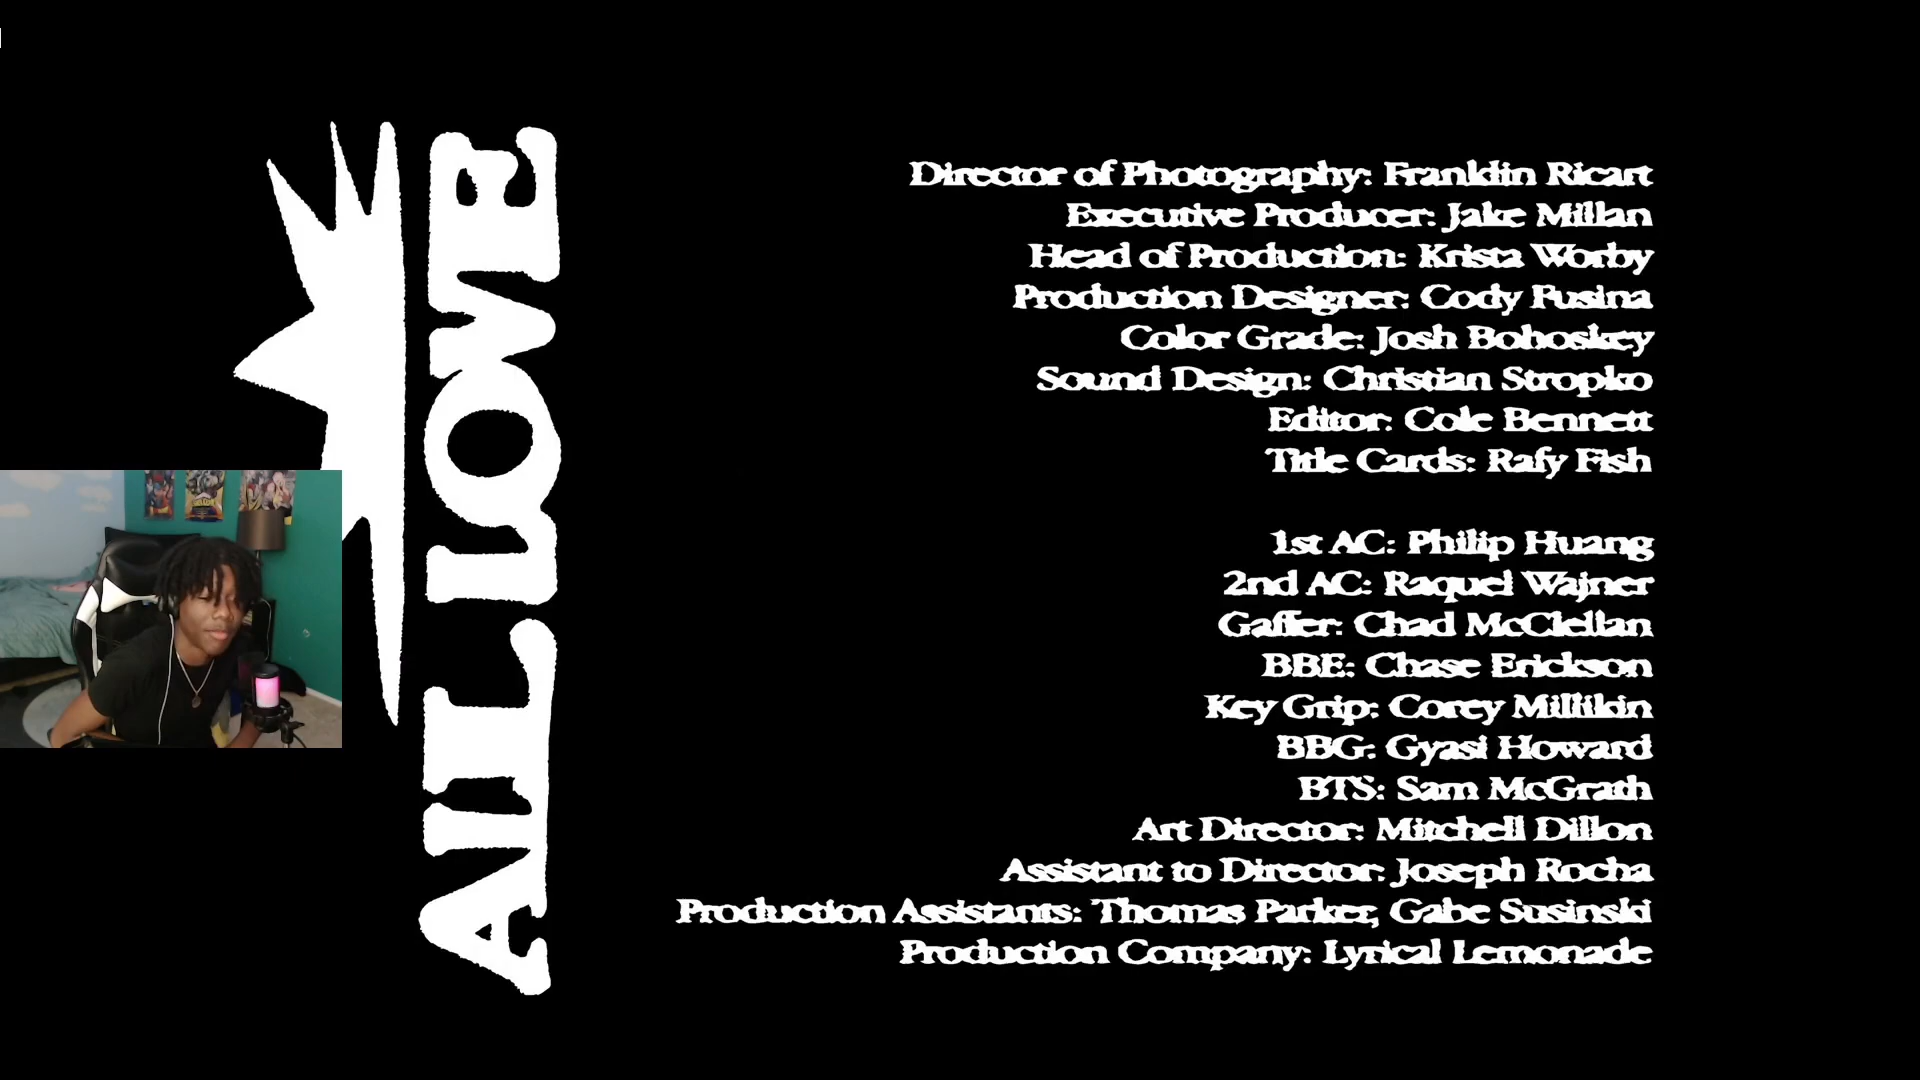 ALL LOVE
Director of Photography: Franklin Ricart
Executive Producer: Jake Millan
Head of Production: Krista Worby
Production Designer: Cody Fusina
Color Grade: Josh Bohoskey
Sound Design: Christian Stropko
Editor: Cole Bennett
Title Cards: Rafy Fish
1st AC: Philip Huang
2nd AC: Raquel Wajner
Gaffer: Chad McClellan
BBE: Chase Erickson
Key Grip: Corey Millikin
BBG: Gyasi Howard
BTS: Sam McGrath
Art Director: Mitchell Dillon
Assistant to Director: Joseph Rocha
Production Assistants: Thomas Parker, Gabe Susinski
Production Company: Lyrical Lemonade